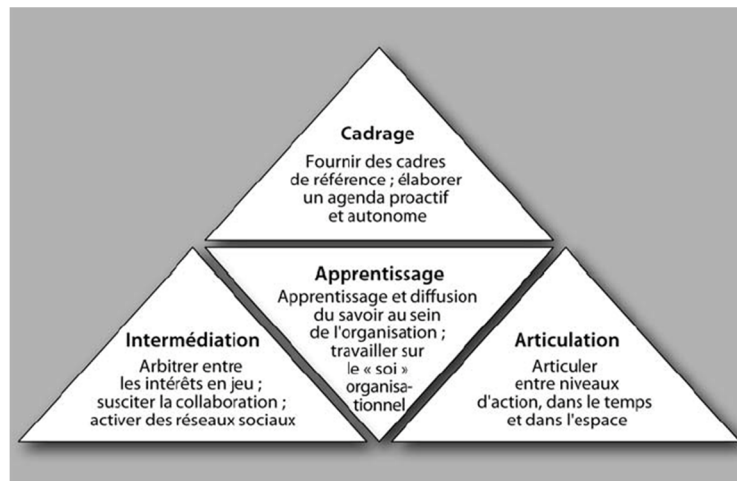 Cadrage
Fournir des cadres
de référence ; élaborer
un agenda proactif
et autonome
Apprentissage
Apprentissage et diffusion
du savoir au sein
de l'organisation ;
travailler sur
le « soi »
organisa-
tionnel
Intermédiation
Arbitrer entre
les intérêts en jeu ;
susciter la collaboration ;
activer des réseaux sociaux
Articulation
Articuler
entre niveaux
d'action, dans le temps
et dans l'espace